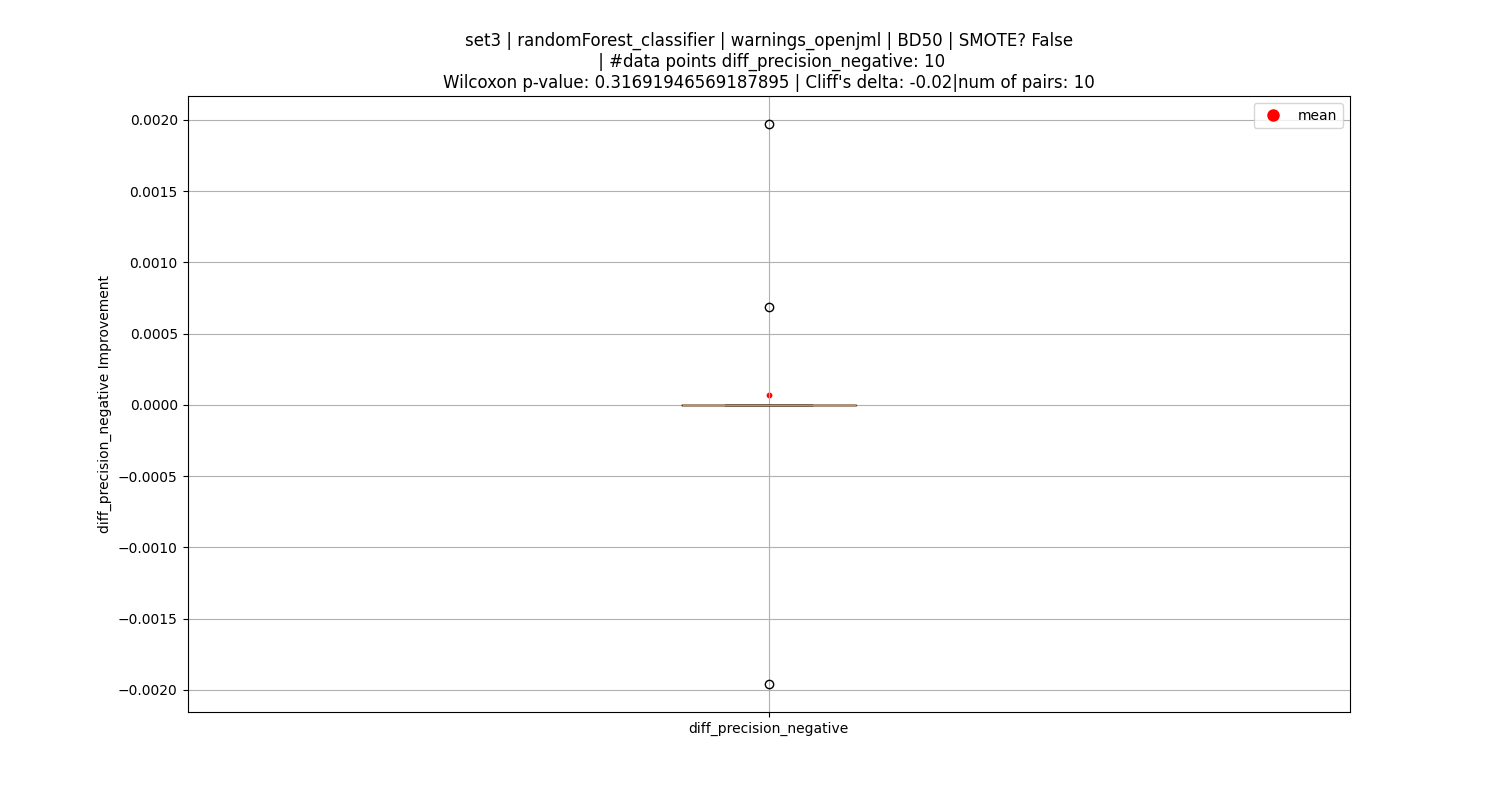 set3 | randomForest_classifier | warnings_openjml | BD50 | SMOTE? False
| #data points diff_precision_negative: 10
Wilcoxon p-value: 0.31691946569187895 | Cliff's delta: -0.02|num of pairs: 10
mean
0.0020
0.0015
0.0010
0.0005
0.0000
−0.0005
−0.0010
−0.0015
−0.0020
diff_precision_negative Improvement
diff_precision_negative